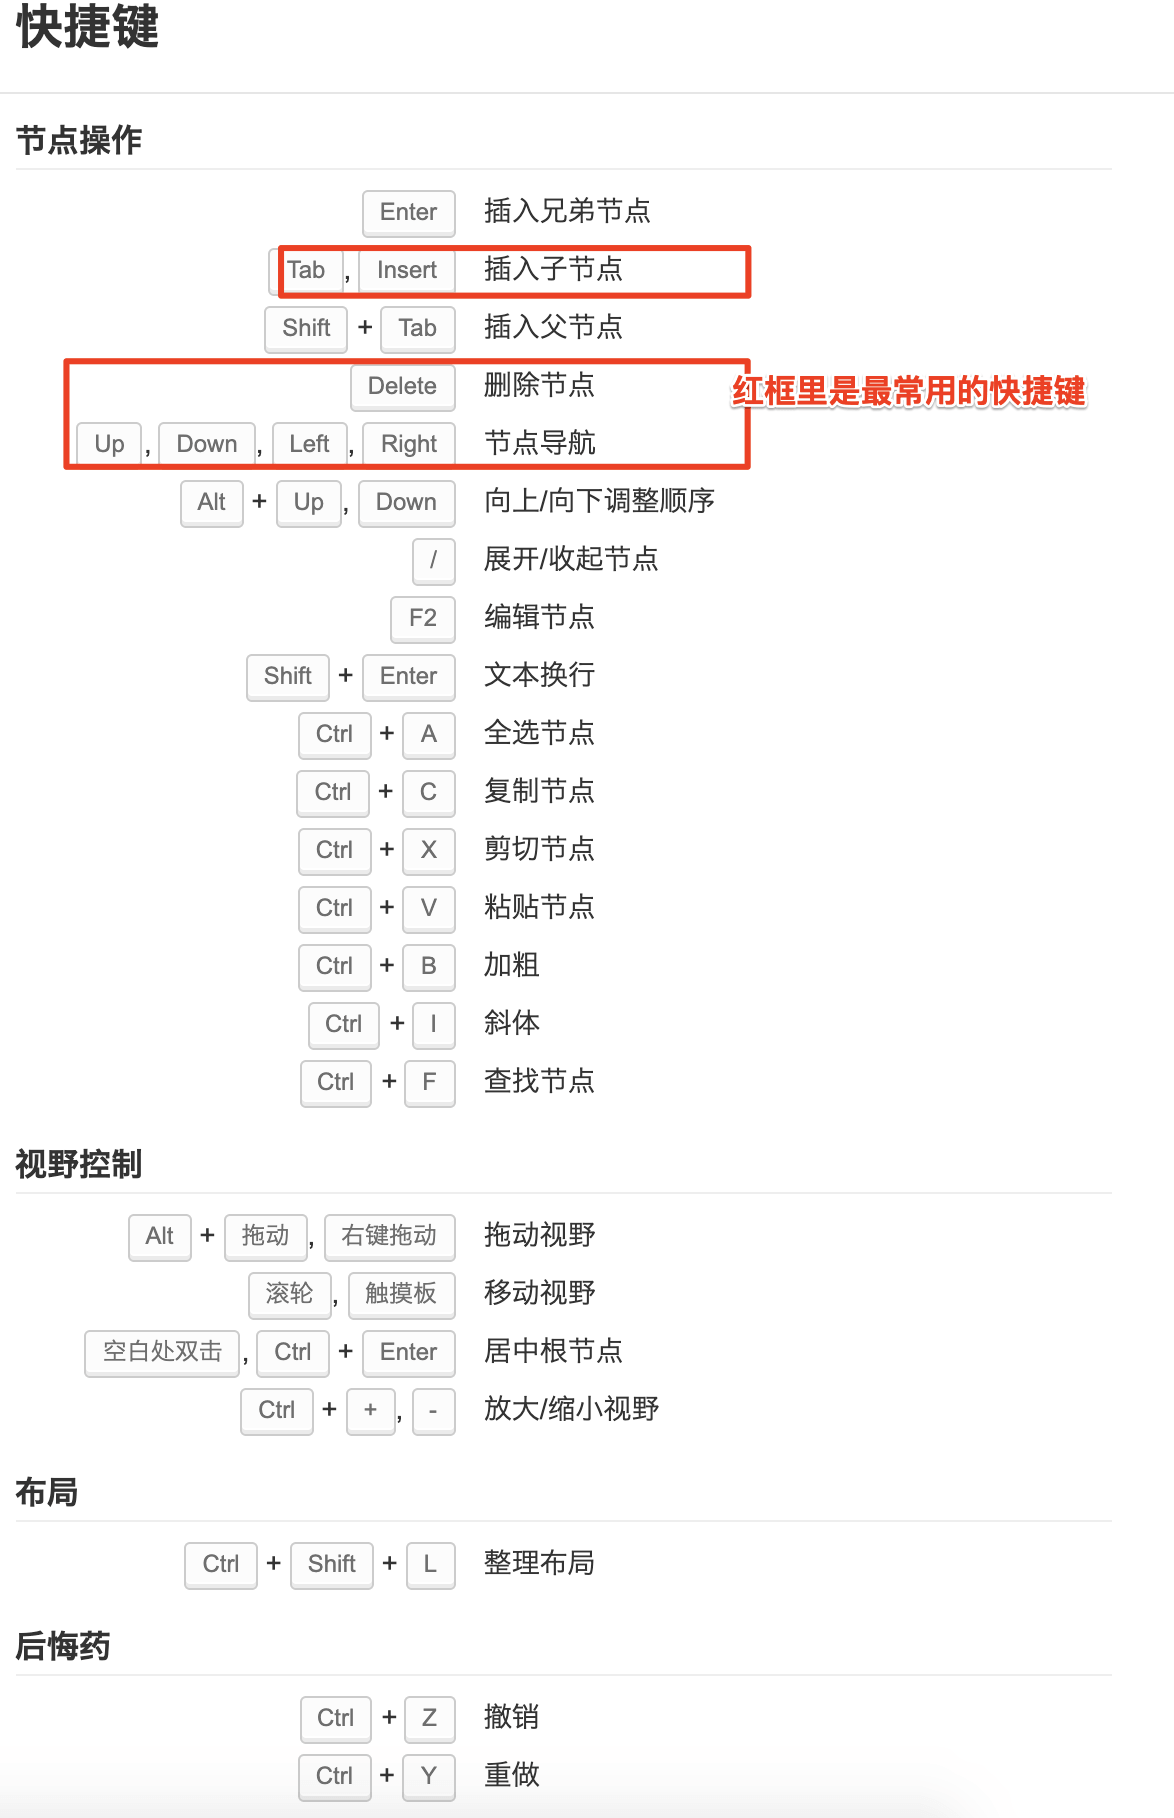 快捷键
节点操作
Enter 插入兄弟节点
Tab , Insert 插入子节点
Shift + Tab 插入父节点
Delete 删除节点
红框里是最常用的快捷键
Up , Down , Left , Right 节点导航
Alt + Up , Down 向上/向下调整顺序
/ 展开/收起节点
F2 编辑节点
Shift + Enter 文本换行
Ctrl + A 全选节点
Ctrl + C 复制节点
Ctrl + X 剪切节点
Ctrl + V 粘贴节点
Ctrl + B 加粗
Ctrl + I 斜体
Ctrl + F 查找节点
视野控制
Alt + 拖动 , 右键拖动 拖动视野
滚轮 , 触摸板 移动视野
空白处双击 , Ctrl + Enter 居中根节点
Ctrl + + , - 放大/缩小视野
布局
Ctrl + Shift + L 整理布局
后悔药
Ctrl + Z 撤销
Ctrl + Y 重做